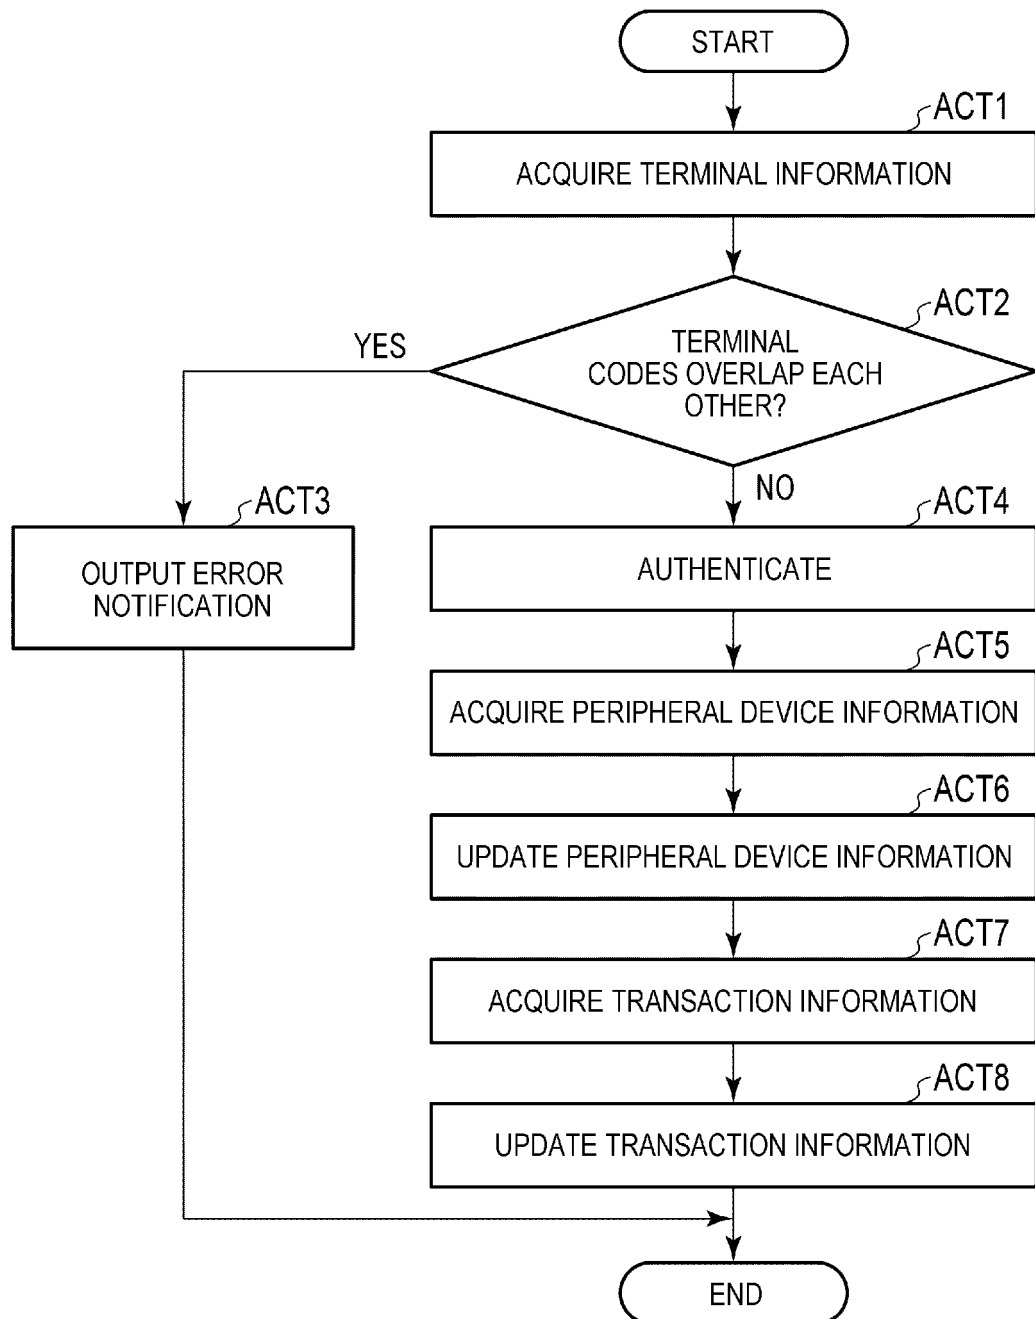 START
ACT1
ACQUIRE TERMINAL INFORMATION
ACT2
YES
TERMINAL
CODES OVERLAP EACH
OTHER?
NO
ACT3
OUTPUT ERROR
NOTIFICATION
ACT4
AUTHENTICATE
ACT5
ACQUIRE PERIPHERAL DEVICE INFORMATION
ACT6
UPDATE PERIPHERAL DEVICE INFORMATION
ACT7
ACQUIRE TRANSACTION INFORMATION
ACT8
UPDATE TRANSACTION INFORMATION
END